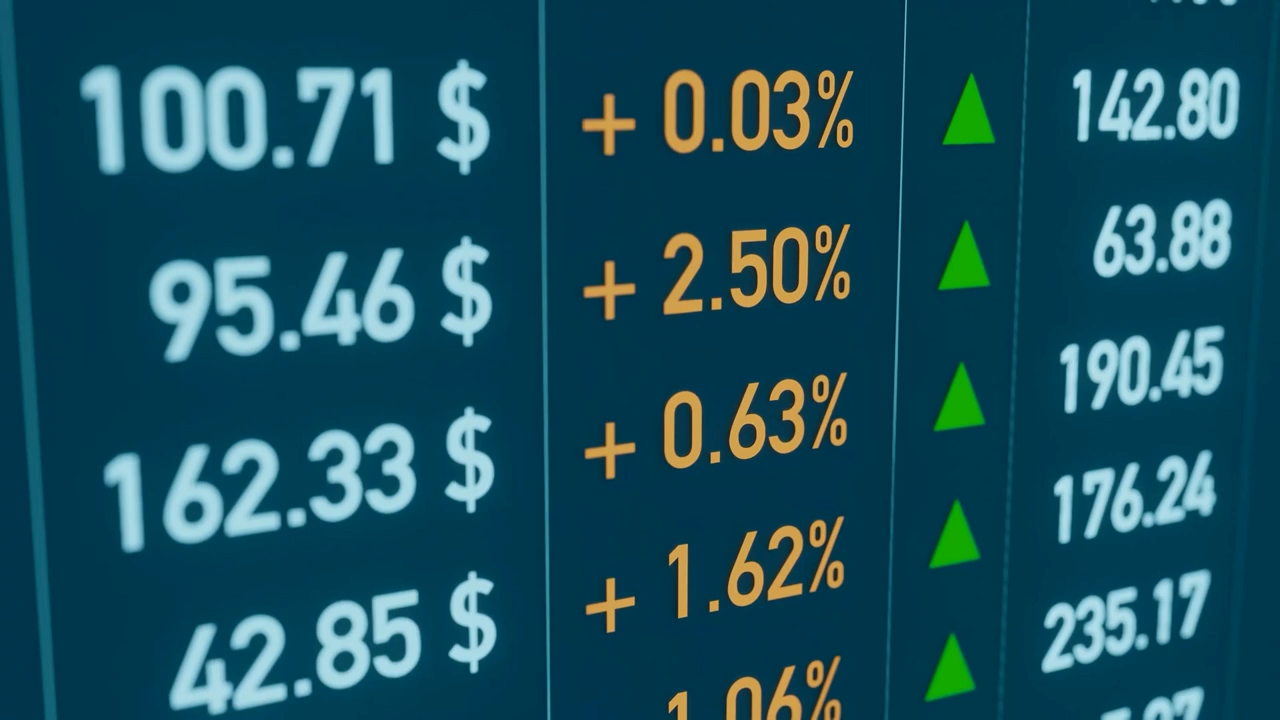 100.71 $ + 0.03% ▲ 142.80
95.46 $ + 2.50% ▲ 63.88
162.33 $ + 0.63% ▲ 190.45
42.85 $ + 1.62% ▲ 176.24
1.06% ▲ 235.17